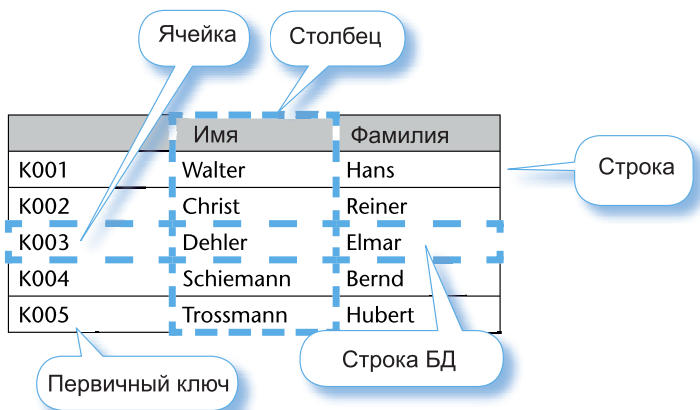 Ячейка
Столбец
Имя Фамилия
K001 Walter Hans
Строка
K002 Christ Reiner
K003 Dehler Elmar
K004 Schiemann Bernd
K005 Trossmann Hubert
Строка БД
Первичный ключ